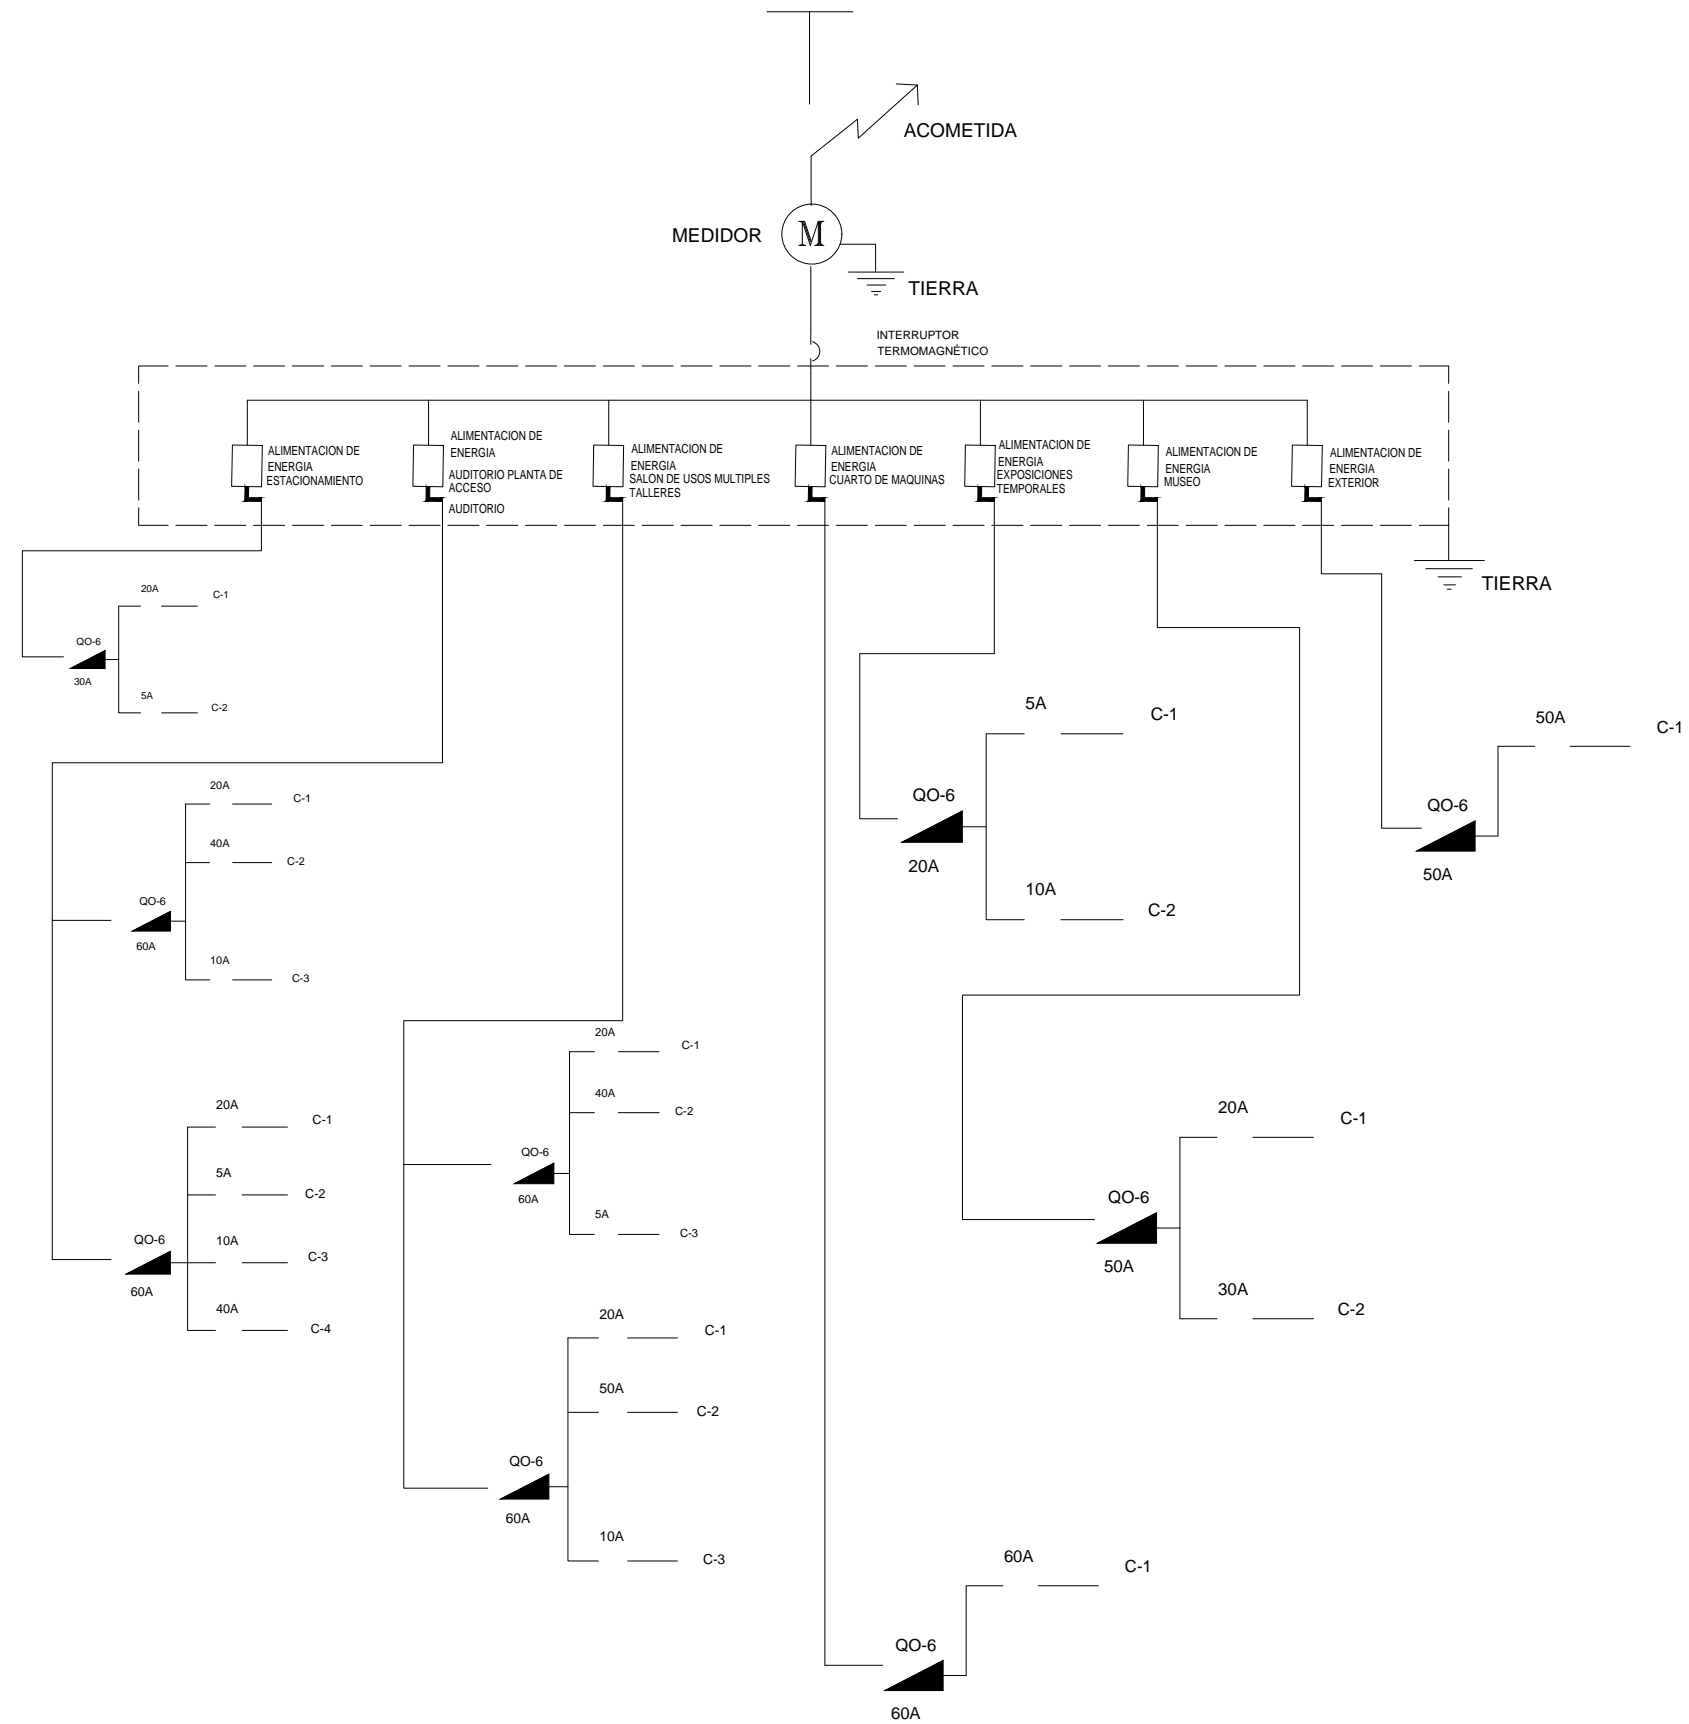 ACOMETIDA
MEDIDOR
M
TIERRA
INTERRUPTOR
TERMOMAGNÉTICO
ALIMENTACION DE
ENERGIA
ESTACIONAMIENTO
ALIMENTACION DE
ENERGIA
AUDITORIO PLANTA DE
ACCESO
AUDITORIO
ALIMENTACION DE
ENERGIA
SALON DE USOS MULTIPLES
TALLERES
ALIMENTACION DE
ENERGIA
CUARTO DE MAQUINAS
ALIMENTACION DE
ENERGIA
EXPOSICIONES
TEMPORALES
ALIMENTACION DE
ENERGIA
MUSEO
ALIMENTACION DE
ENERGIA
EXTERIOR
TIERRA
20A
C-1
QO-6
30A
5A
C-2
20A
C-1
40A
C-2
QO-6
60A
10A
C-3
20A
C-1
5A
C-2
QO-6
60A
10A
C-3
40A
C-4
20A
C-1
40A
C-2
QO-6
60A
5A
C-3
20A
C-1
50A
C-2
QO-6
60A
10A
C-3
60A
C-1
QO-6
60A
5A
C-1
QO-6
20A
10A
C-2
20A
C-1
QO-6
50A
30A
C-2
50A
C-1
QO-6
50A